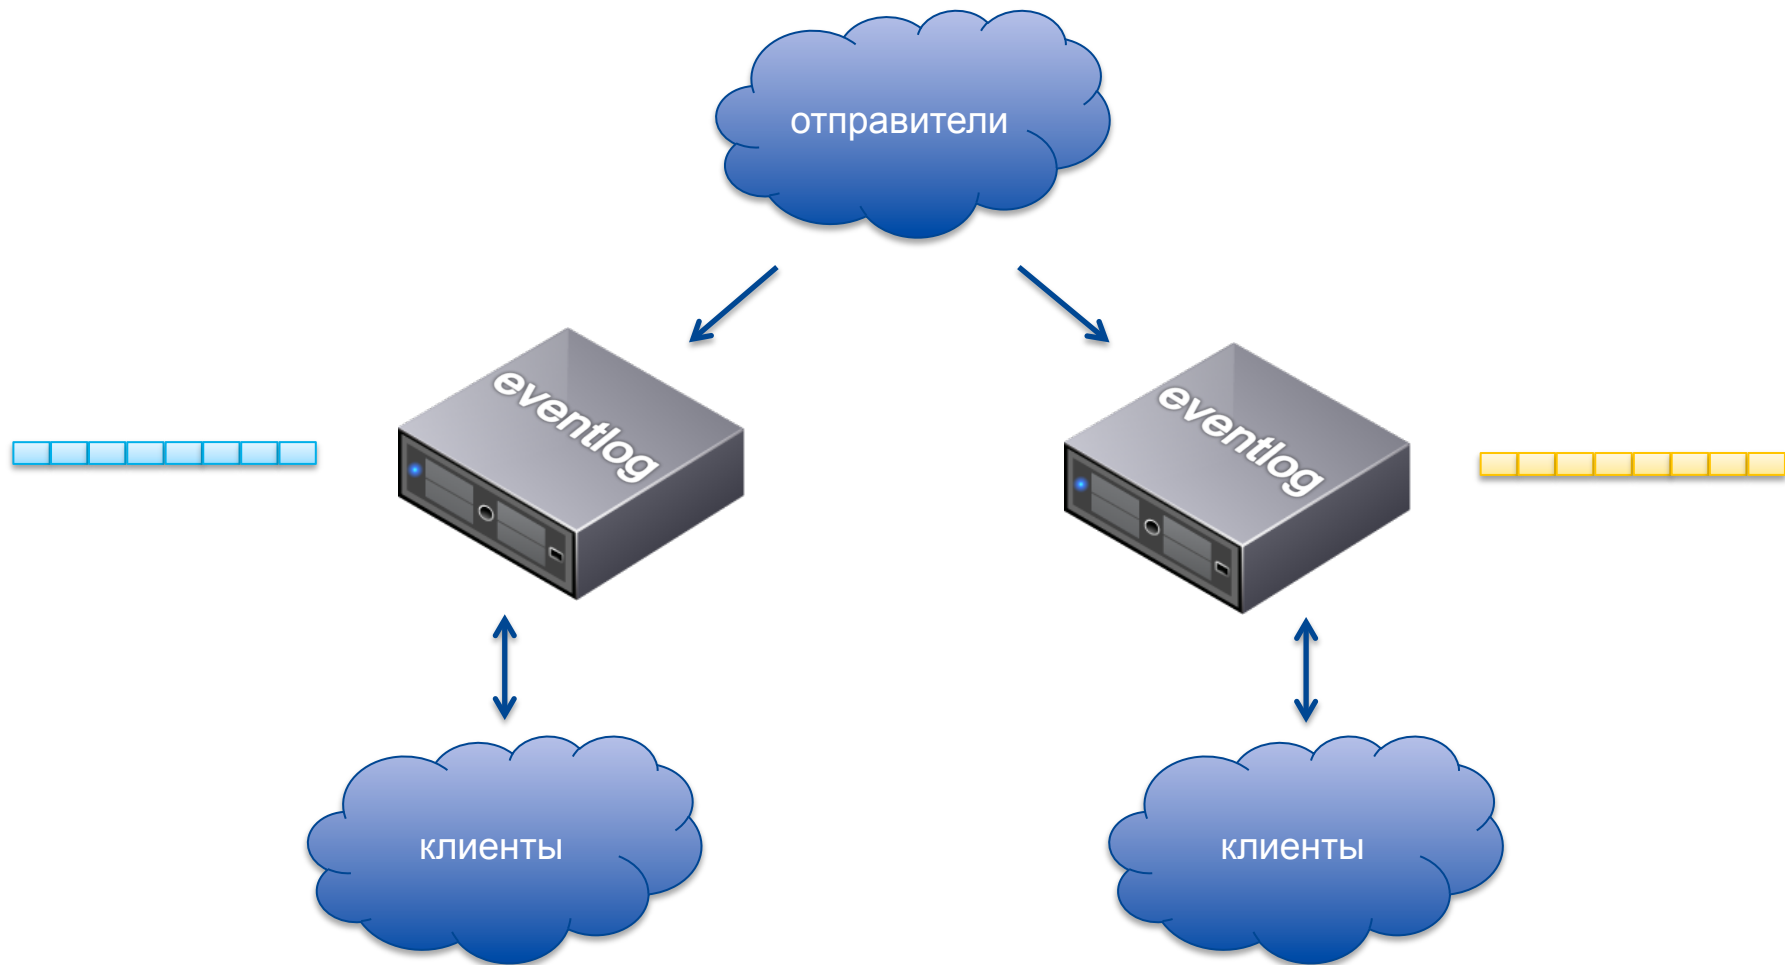 отправители
eventlog
eventlog
клиенты
клиенты